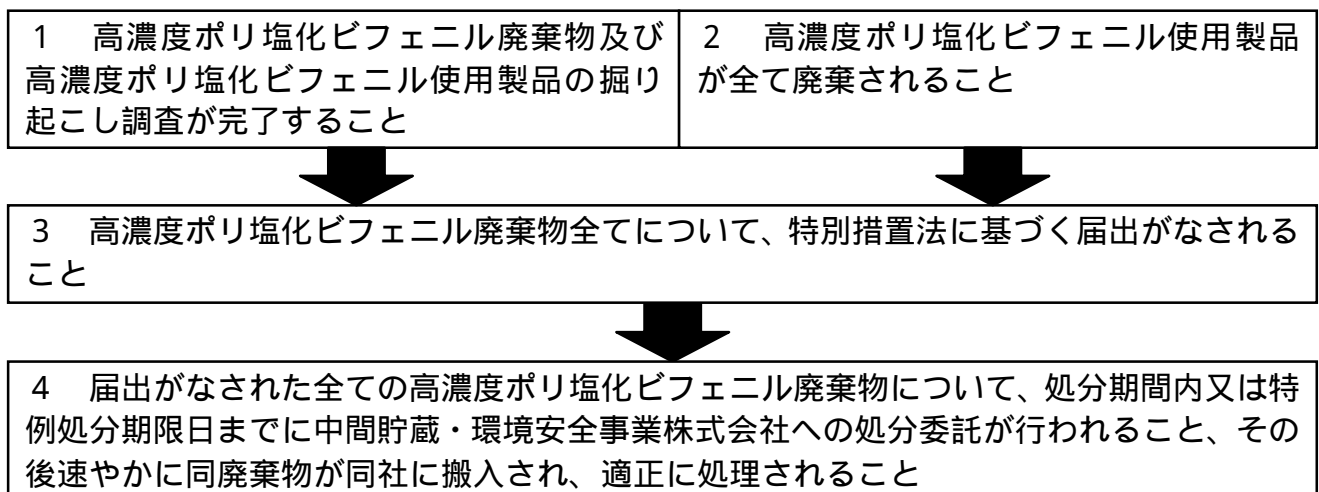 1　高濃度ポリ塩化ビフェニル廃棄物及び
高濃度ポリ塩化ビフェニル使用製品の掘り
起こし調査が完了すること
2　高濃度ポリ塩化ビフェニル使用製品
が全て廃棄されること
3　高濃度ポリ塩化ビフェニル廃棄物全てについて、特別措置法に基づく届出がなされる
こと
4　届出がなされた全ての高濃度ポリ塩化ビフェニル廃棄物について、処分期間内又は特
例処分期限日までに中間貯蔵・環境安全事業株式会社への処分委託が行われること、その
後速やかに同廃棄物が同社に搬入され、適正に処理されること